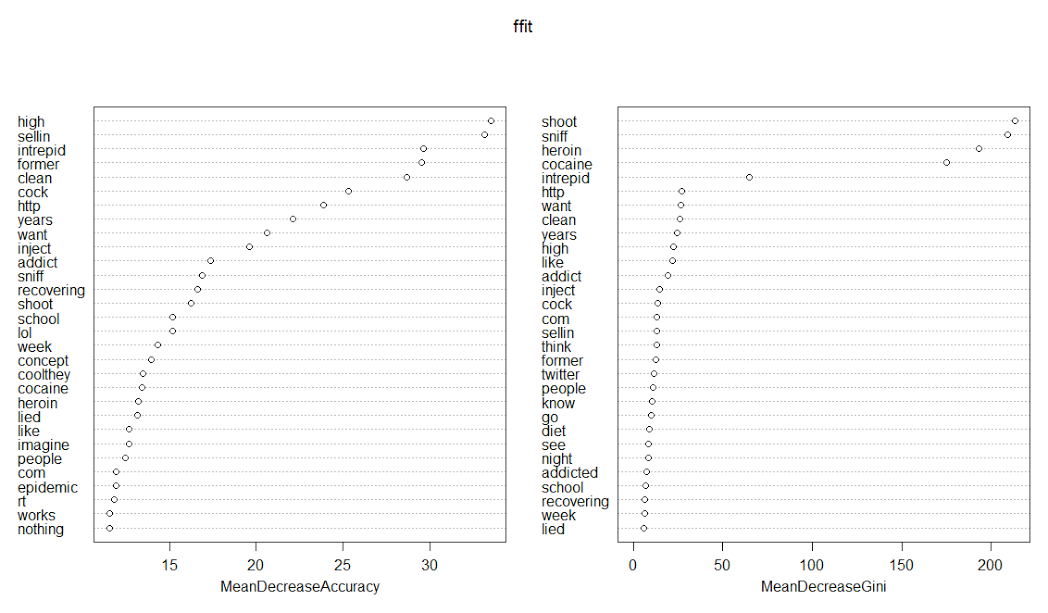 ffit
high
sellin
intrepid
former
clean
cock
http
years
want
inject
addict
sniff
recovering
shoot
school
lol
week
concept
coolthey
cocaine
heroin
lied
like
imagine
people
com
epidemic
rt
works
nothing
15 20 25 30
MeanDecreaseAccuracy
shoot
sniff
heroin
cocaine
intrepid
http
want
clean
years
high
like
addict
inject
cock
com
sellin
think
former
twitter
people
know
go
diet
see
night
addicted
school
recovering
week
lied
0 50 100 150 200
MeanDecreaseGini